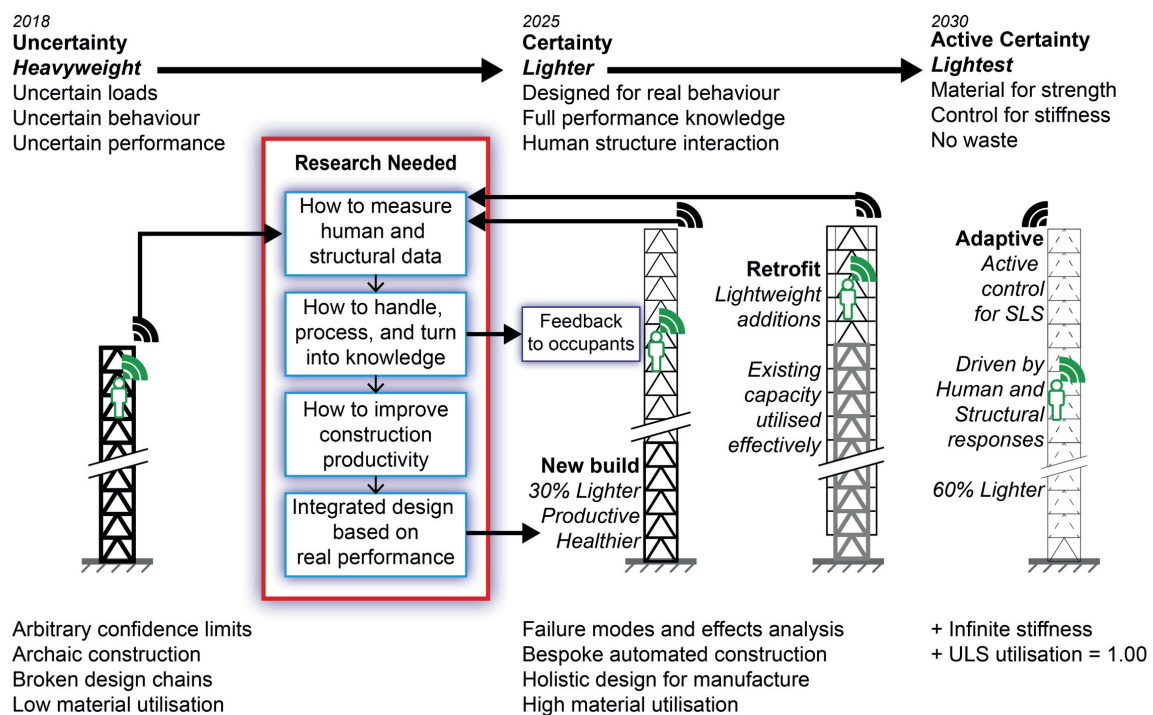 2018
Uncertainty
Heavyweight
Uncertain loads
Uncertain behaviour
Uncertain performance
2025
Certainty
Lighter
Designed for real behaviour
Full performance knowledge
Human structure interaction
2030
Active Certainty
Lightest
Material for strength
Control for stiffness
No waste
Research Needed
How to measure
human and
structural data
How to handle,
process, and turn
into knowledge
How to improve
construction
productivity
Integrated design
based on
real performance
Feedback
to occupants
New build
30% Lighter
Productive
Healthier
Retrofit
Lightweight
additions
Existing
capacity
utilised
effectively
Adaptive
Active
control
for SLS
Driven by
Human and
Structural
responses
60% Lighter
Arbitrary confidence limits
Archaic construction
Broken design chains
Low material utilisation
Failure modes and effects analysis
Bespoke automated construction
Holistic design for manufacture
High material utilisation
+ Infinite stiffness
+ ULS utilisation = 1.00